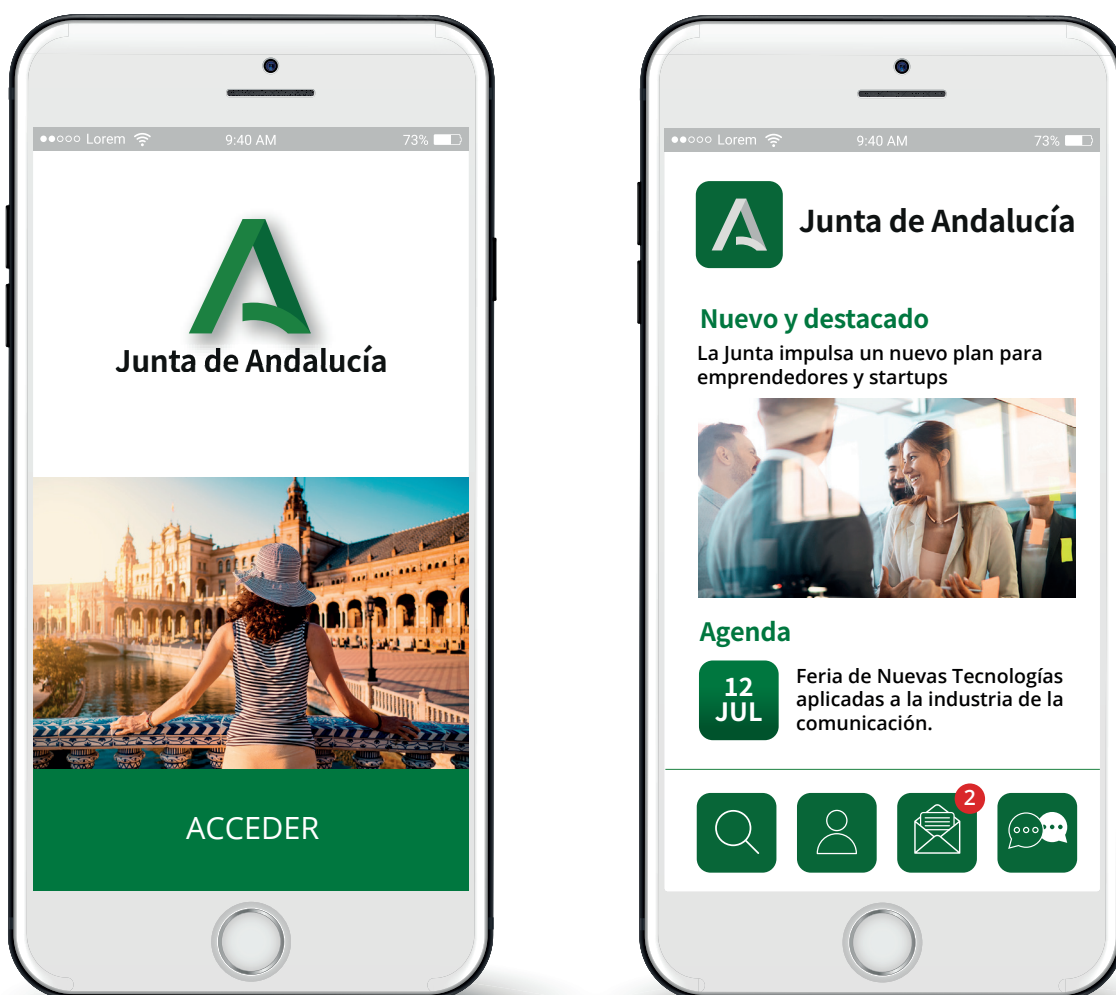 Lorem 9:40 AM 73%
Junta de Andalucía
ACCEDER
Lorem 9:40 AM 73%
Junta de Andalucía
Nuevo y destacado
La Junta impulsa un nuevo plan para
emprendedores y startups
Agenda
12
JUL
Feria de Nuevas Tecnologías
aplicadas a la industria de la
comunicación.
2